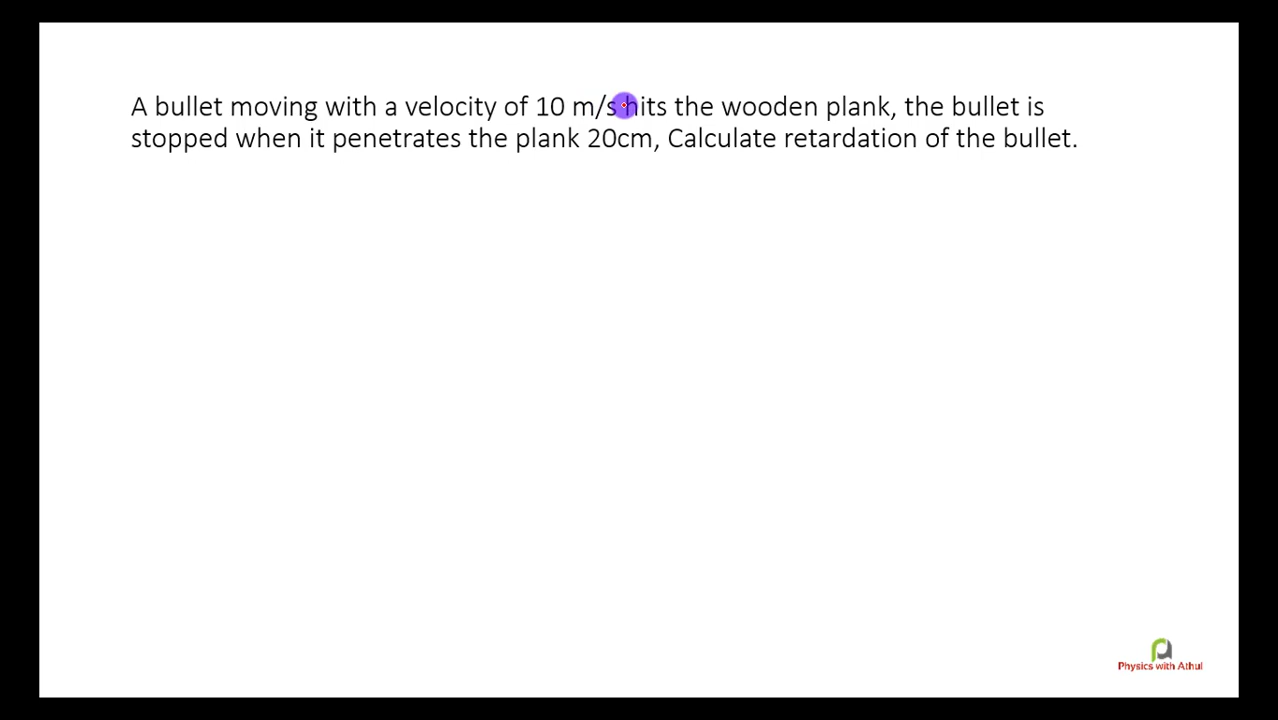 A bullet moving with a velocity of 10 m/s hits the wooden plank, the bullet is
stopped when it penetrates the plank 20cm, Calculate retardation of the bullet.
Physics with Athul